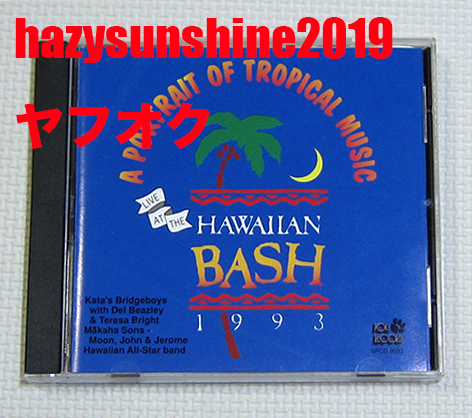 hazysunshine2019
ヤフオク
A PORTRAIT OF TROPICAL MUSIC
LIVE
AT THE
HAWAIIAN
BASH
1993
Kata's Bridgeboys
with Del Beazley
& Teresa Bright
Mākaha Sons -
Moon, John & Jerome
Hawaiian All-Star band